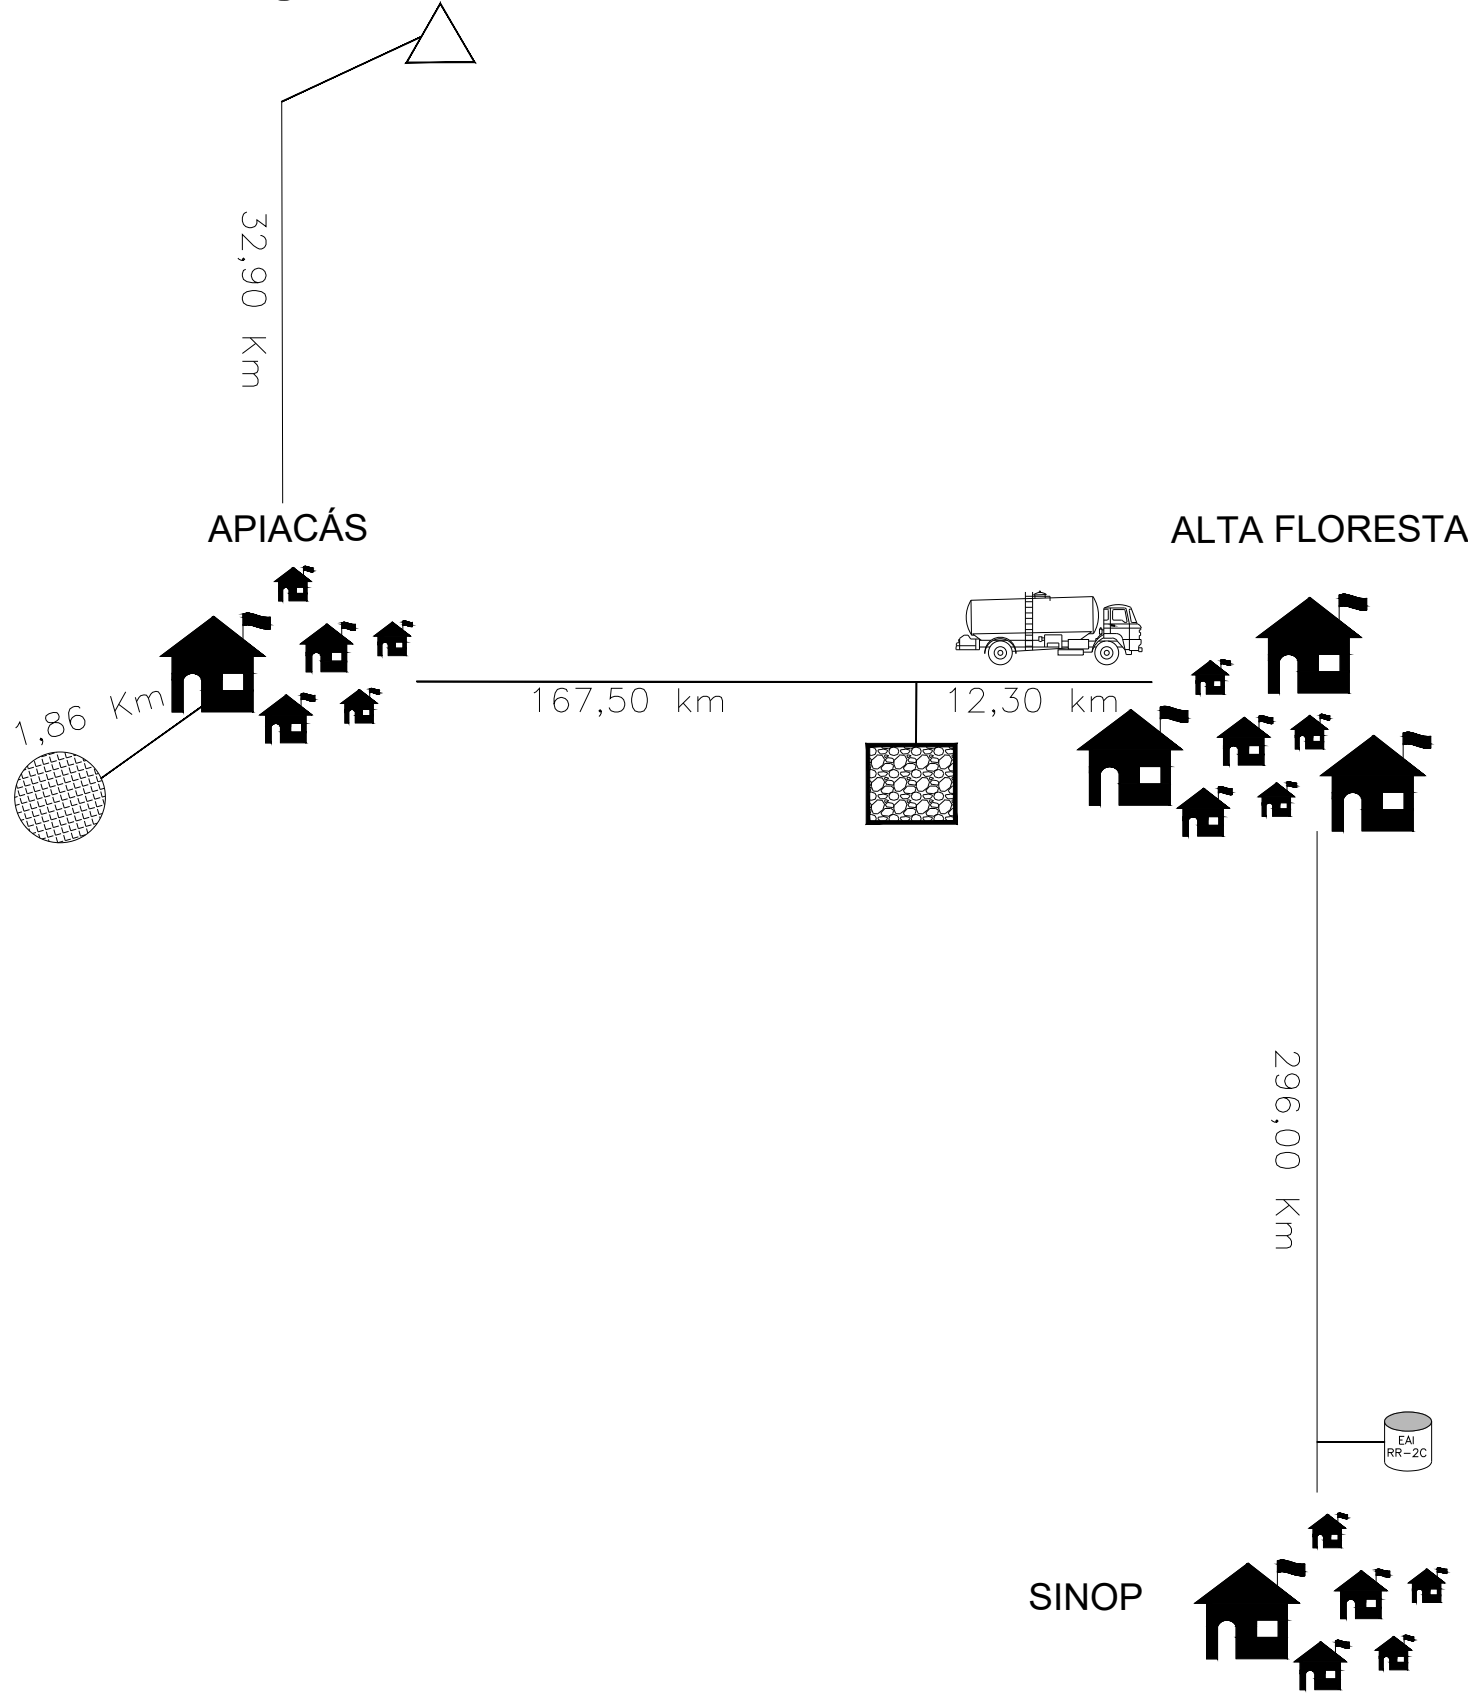 32,90 Km
APIACÁS
ALTA FLORESTA
1,86 Km
167,50 km
12,30 km
296,00 Km
EAI
RR-2C
SINOP